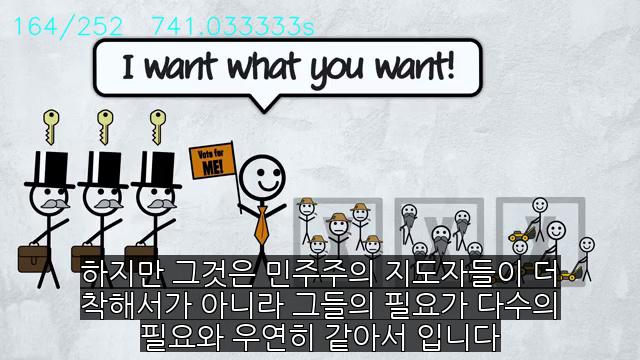 164/252 741.033333s
I want what you want!
Vote for
ME!
하지만 그것은 민주주의 지도자들이 더
착해서가 아니라 그들의 필요가 다수의
필요와 우연히 같아서 입니다